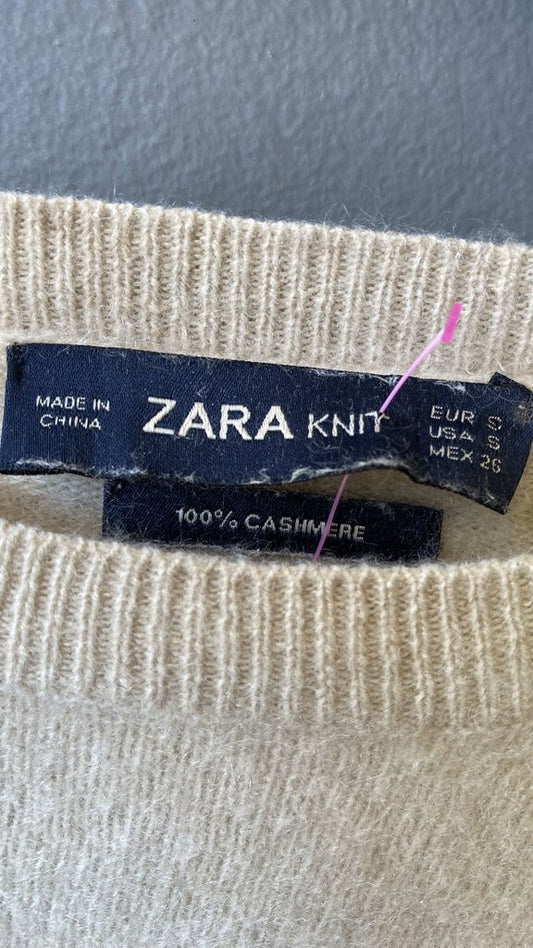 MADE IN
CHINA
ZARA KNIT
EUR S
USA S
MEX 26
100% CASHMERE